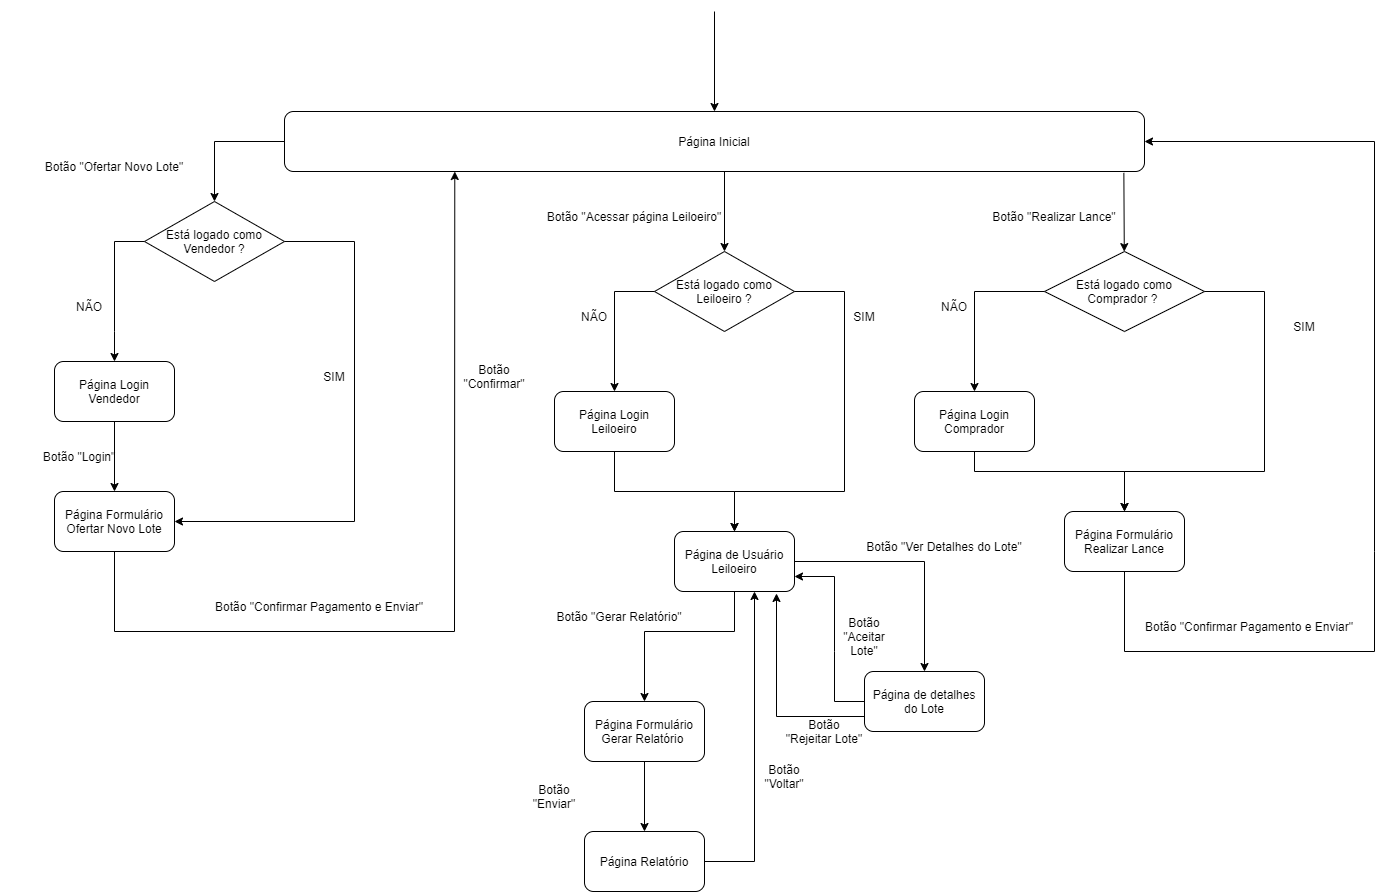 Página Inicial
Botão "Ofertar Novo Lote"
Botão "Acessar página Leiloeiro"
Botão "Realizar Lance"
Está logado como
Vendedor ?
Está logado como
Leiloeiro ?
Está logado como
Comprador ?
NÃO
NÃO
SIM
NÃO
SIM
SIM
Página Login
Vendedor
Botão
"Confirmar"
Página Login
Leiloeiro
Página Login
Comprador
Botão "Login"
Página Formulário
Ofertar Novo Lote
Página de Usuário
Leiloeiro
Botão "Ver Detalhes do Lote"
Página Formulário
Realizar Lance
Botão "Confirmar Pagamento e Enviar"
Botão "Gerar Relatório"
Botão
"Aceitar
Lote"
Botão "Confirmar Pagamento e Enviar"
Página de detalhes
do Lote
Página Formulário
Gerar Relatório
Botão
"Rejeitar Lote"
Botão
"Voltar"
Botão
"Enviar"
Página Relatório